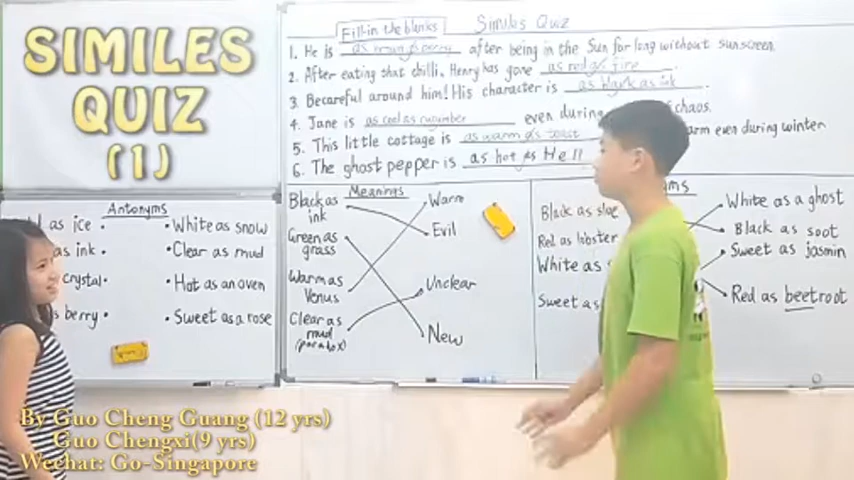 SIMILES
QUIZ
(1)
Fill-in the blanks
Similes Quiz
1. He is as brown as berry after being in the Sun for long without sunscreen.
2. After eating that chilli, Henry has gone as red as fire.
3. Becareful around him! His character is as black as ink.
4. Jane is as cool as cucumber even during chaos.
5. This little cottage is as warm as toast even during winter
6. The ghost pepper is as hot as Hell!
Antonyms
as ice
White as snow
as ink
Clear as mud
crystal
Hot as an oven
berry
Sweet as a rose
Meanings
Black as ink
Warm
Green as grass
Evil
Warm as Venus
Unclear
Clear as mud
(paradox)
New
Black as sloe
White as a ghost
Red as lobster
Black as soot
White as
Sweet as jasmin
Sweet as
Red as beetroot
By Guo Cheng Guang (12 yrs)
Guo Chengxi(9 yrs)
Wechat: Go-Singapore